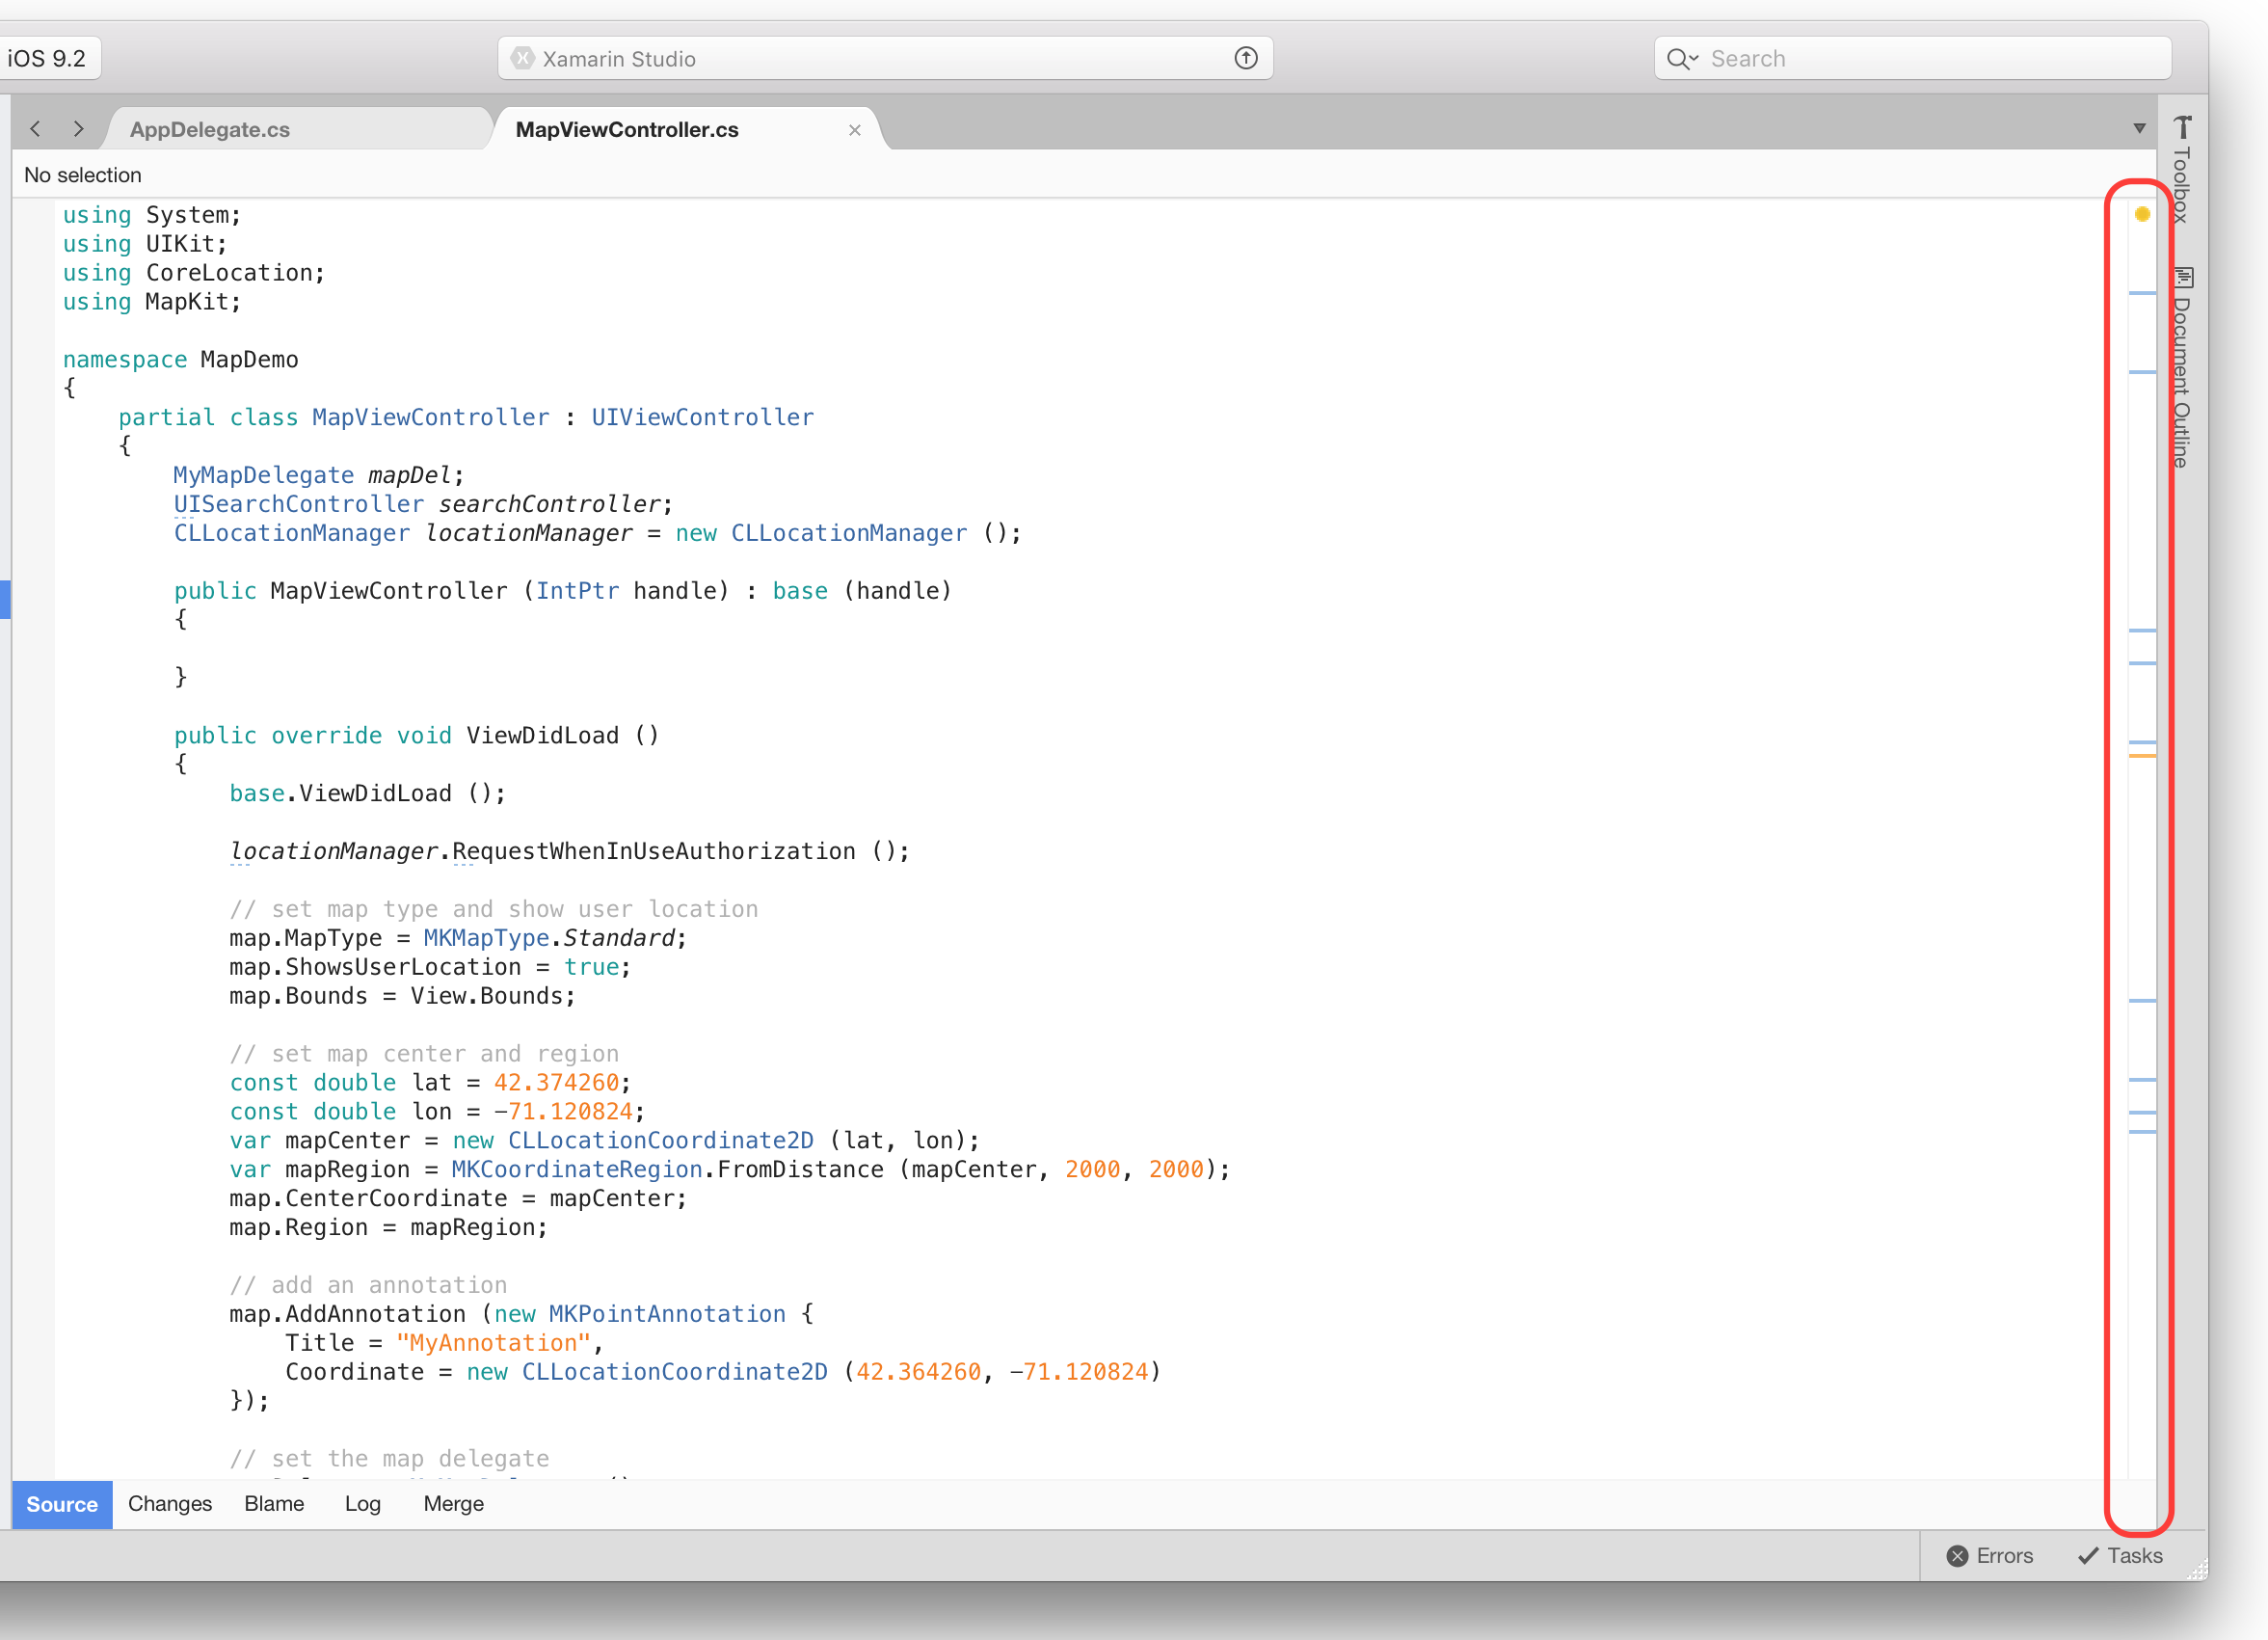 iOS 9.2
Xamarin Studio
Search
AppDelegate.cs
MapViewController.cs
No selection
Toolbox
Document Outline
using System;
using UIKit;
using CoreLocation;
using MapKit;
namespace MapDemo
{
partial class MapViewController : UIViewController
{
MyMapDelegate mapDel;
UISearchController searchController;
CLLocationManager locationManager = new CLLocationManager ();
public MapViewController (IntPtr handle) : base (handle)
{
}
public override void ViewDidLoad ()
{
base.ViewDidLoad ();
locationManager.RequestWhenInUseAuthorization ();
// set map type and show user location
map.MapType = MKMapType.Standard;
map.ShowsUserLocation = true;
map.Bounds = View.Bounds;
// set map center and region
const double lat = 42.374260;
const double lon = -71.120824;
var mapCenter = new CLLocationCoordinate2D (lat, lon);
var mapRegion = MKCoordinateRegion.FromDistance (mapCenter, 2000, 2000);
map.CenterCoordinate = mapCenter;
map.Region = mapRegion;
// add an annotation
map.AddAnnotation (new MKPointAnnotation {
Title = "MyAnnotation",
Coordinate = new CLLocationCoordinate2D (42.364260, -71.120824)
});
// set the map delegate
Source
Changes
Blame
Log
Merge
Errors
Tasks